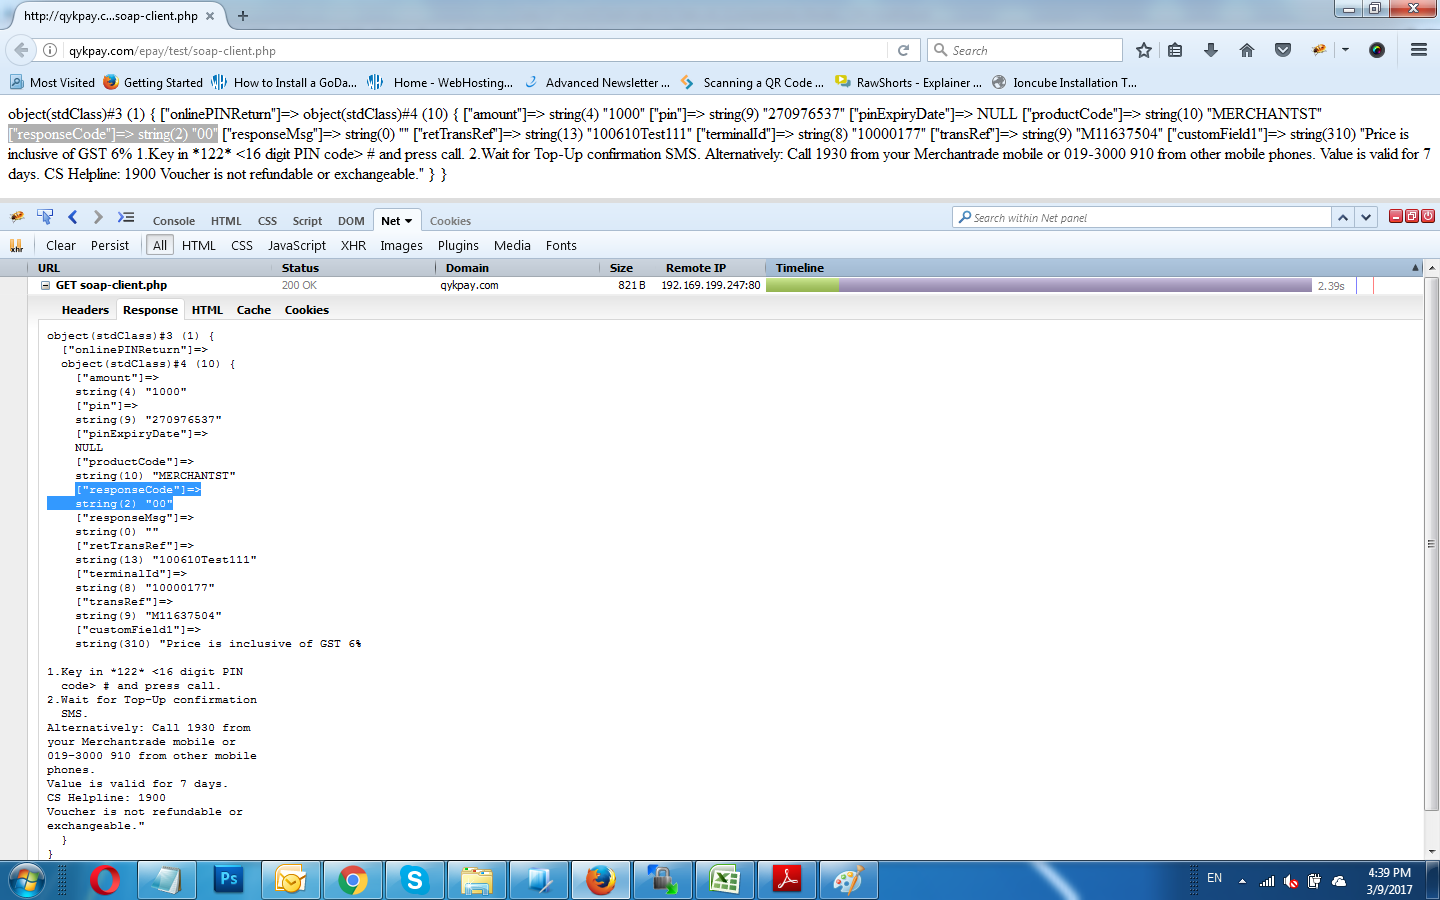 http://qykpay.c...soap-client.php
qykpay.com/epay/test/soap-client.php
Search
Most Visited Getting Started How to Install a GoDa... Home - WebHosting... Advanced Newsletter ... Scanning a QR Code ... RawShorts - Explainer ... Ioncube Installation T...
object(stdClass)#3 (1) { ["onlinePINReturn"]=> object(stdClass)#4 (10) { ["amount"]=> string(4) "1000" ["pin"]=> string(9) "270976537" ["pinExpiryDate"]=> NULL ["productCode"]=> string(10) "MERCHANTST"
["responseCode"]=> string(2) "00" ["responseMsg"]=> string(0) "" ["retTransRef"]=> string(13) "100610Test111" ["terminalId"]=> string(8) "10000177" ["transRef"]=> string(9) "M11637504" ["customField1"]=> string(310) "Price is
inclusive of GST 6% 1.Key in *122* <16 digit PIN code> # and press call. 2.Wait for Top-Up confirmation SMS. Alternatively: Call 1930 from your Merchantrade mobile or 019-3000 910 from other mobile phones. Value is valid for 7
days. CS Helpline: 1900 Voucher is not refundable or exchangeable." } }
Console HTML CSS Script DOM Net Cookies
Search within Net panel
xhr Clear Persist All HTML CSS JavaScript XHR Images Plugins Media Fonts
URL Status Domain Size Remote IP Timeline
GET soap-client.php 200 OK qykpay.com 821 B 192.169.199.247:80 2.39s
Headers Response HTML Cache Cookies
object(stdClass)#3 (1) {
["onlinePINReturn"]=>
object(stdClass)#4 (10) {
["amount"]=>
string(4) "1000"
["pin"]=>
string(9) "270976537"
["pinExpiryDate"]=>
NULL
["productCode"]=>
string(10) "MERCHANTST"
["responseCode"]=>
string(2) "00"
["responseMsg"]=>
string(0) ""
["retTransRef"]=>
string(13) "100610Test111"
["terminalId"]=>
string(8) "10000177"
["transRef"]=>
string(9) "M11637504"
["customField1"]=>
string(310) "Price is inclusive of GST 6%
1.Key in *122* <16 digit PIN
code> # and press call.
2.Wait for Top-Up confirmation
SMS.
Alternatively: Call 1930 from
your Merchantrade mobile or
019-3000 910 from other mobile
phones.
Value is valid for 7 days.
CS Helpline: 1900
Voucher is not refundable or
exchangeable."
}
}
Ps
EN
4:39 PM
3/9/2017